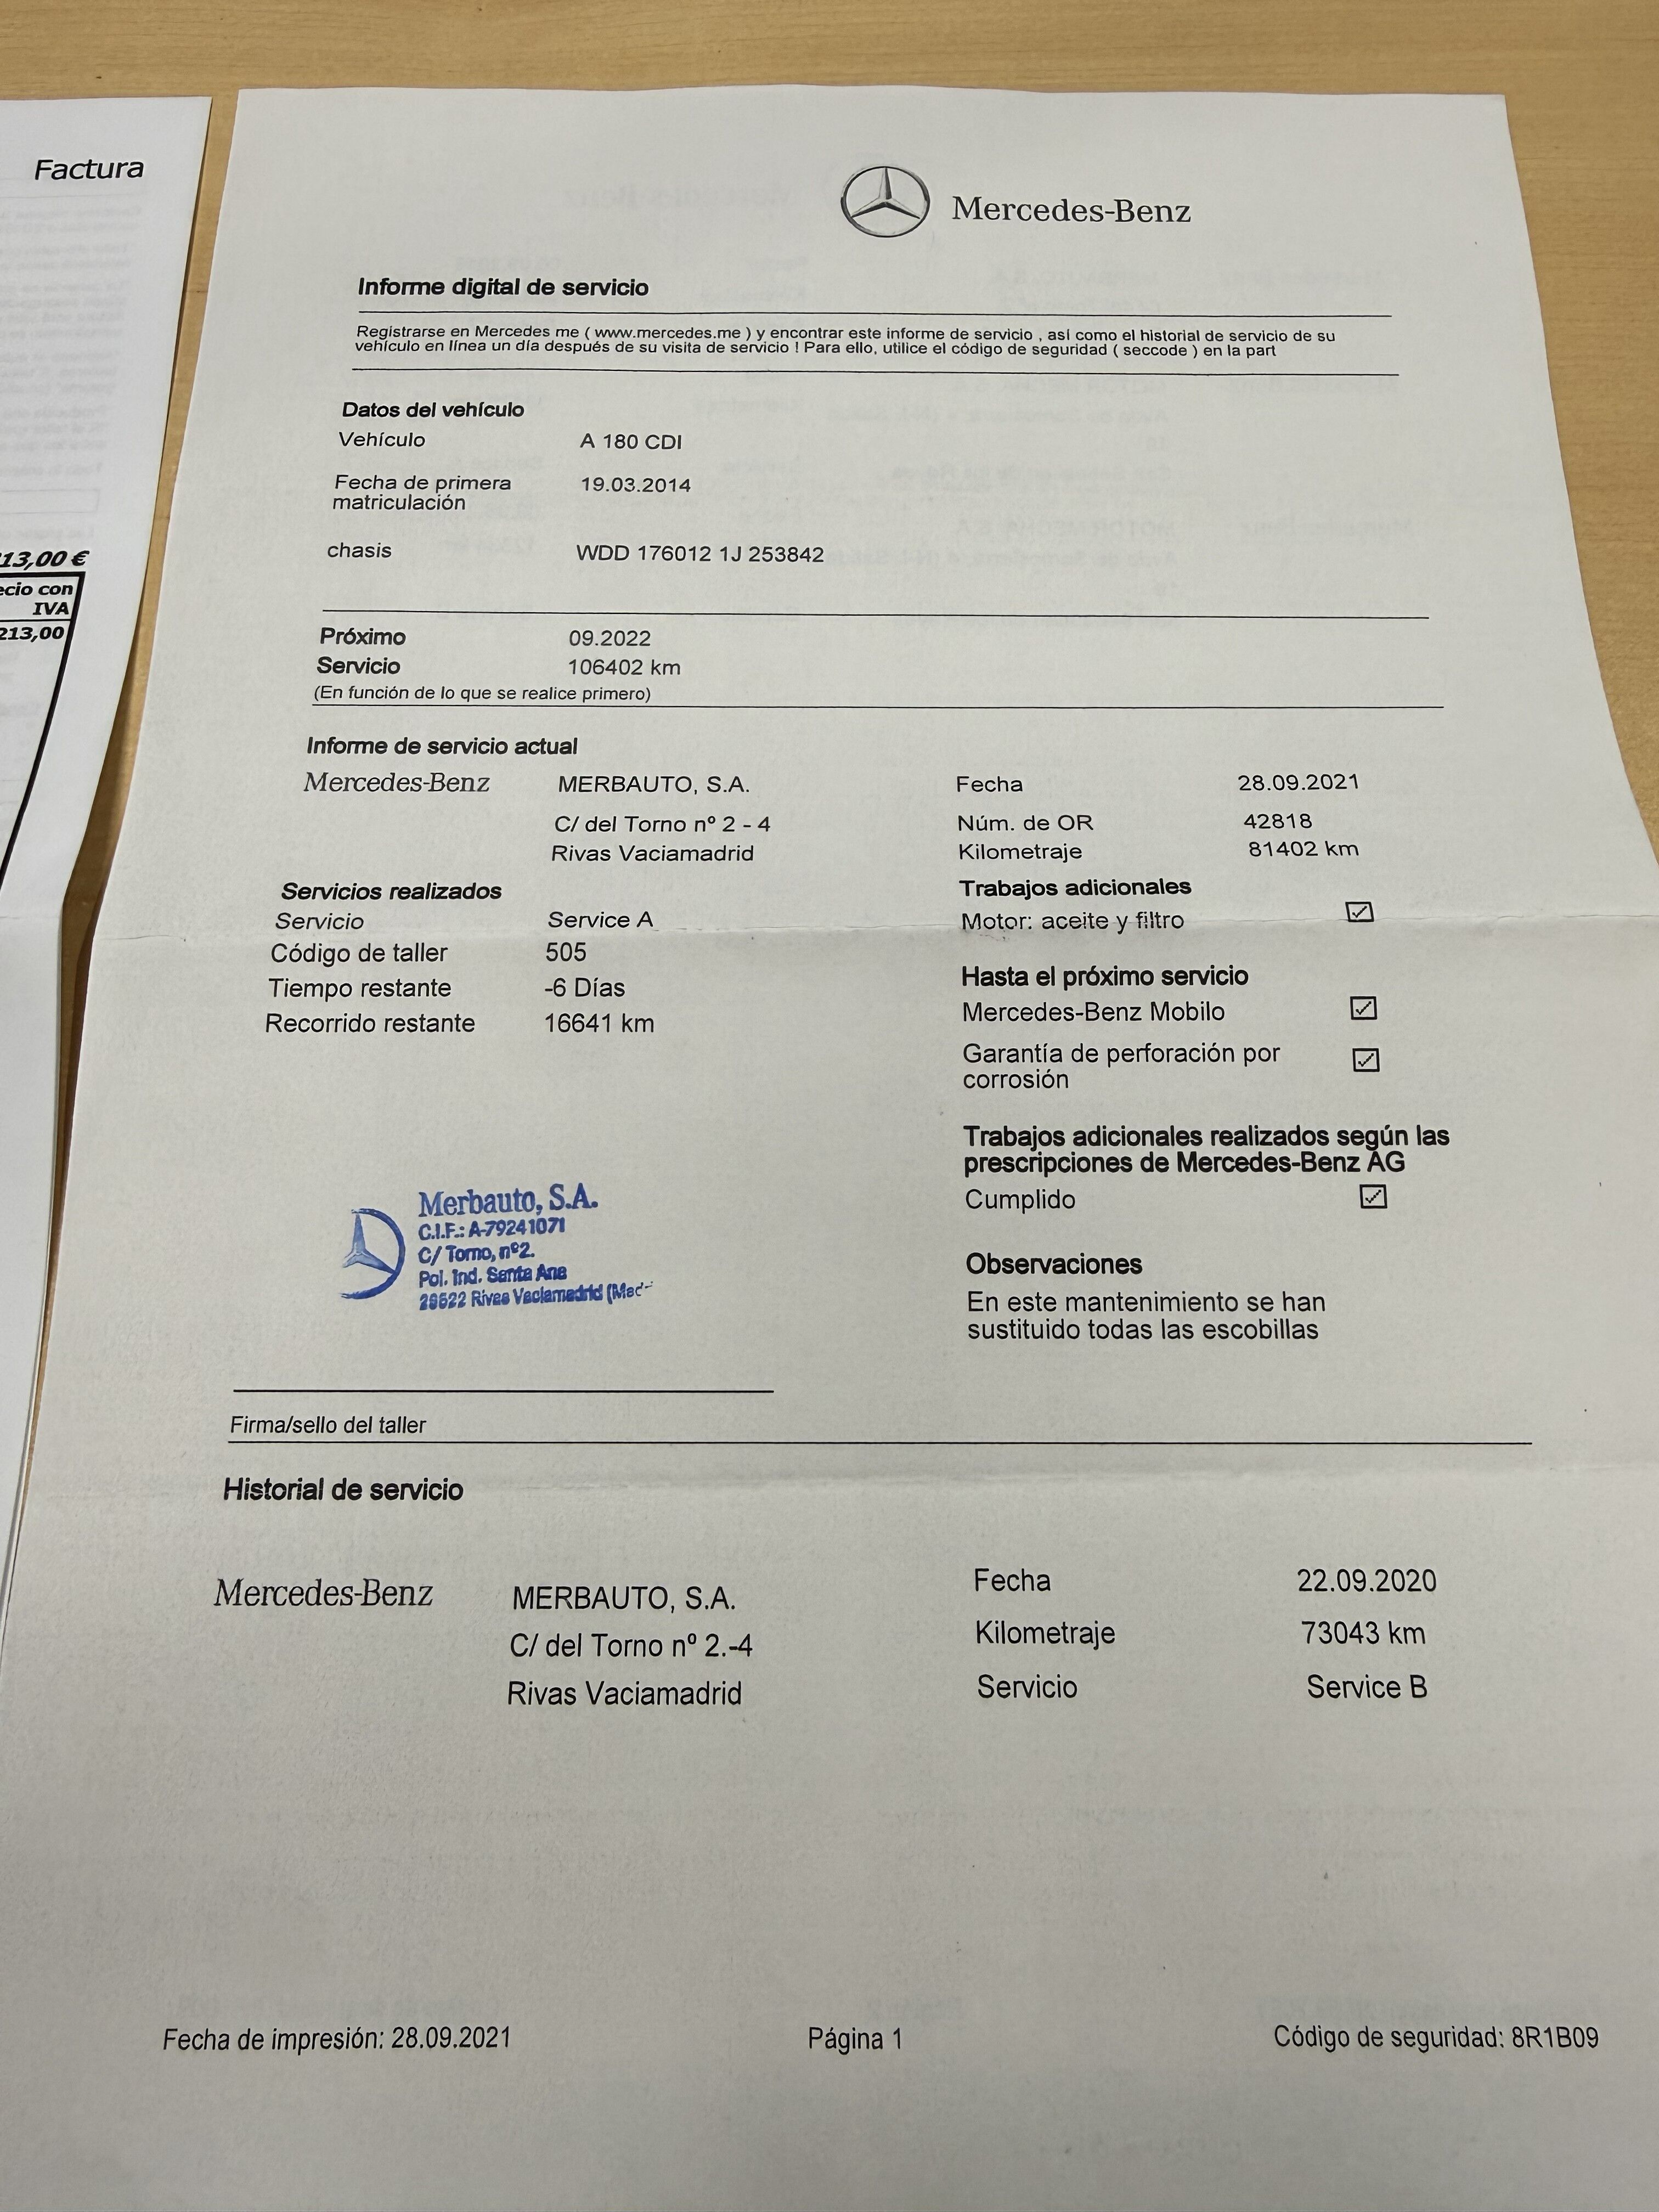 Factura
13,00 €
ecio con
IVA
213,00
Mercedes-Benz
Informe digital de servicio
Registrarse en Mercedes me ( www.mercedes.me ) y encontrar este informe de servicio , así como el historial de servicio de su
vehículo en línea un día después de su visita de servicio ! Para ello, utilice el código de seguridad ( seccode ) en la part
Datos del vehículo
Vehículo A 180 CDI
Fecha de primera 19.03.2014
matriculación
chasis WDD 176012 1J 253842
Próximo 09.2022
Servicio 106402 km
(En función de lo que se realice primero)
Informe de servicio actual
Mercedes-Benz MERBAUTO, S.A. Fecha 28.09.2021
C/ del Torno nº 2 - 4 Núm. de OR 42818
Rivas Vaciamadrid Kilometraje 81402 km
Servicios realizados Trabajos adicionales
Servicio Service A Motor: aceite y filtro
Código de taller 505
Tiempo restante -6 Días Hasta el próximo servicio
Recorrido restante 16641 km Mercedes-Benz Mobilo
Garantía de perforación por
corrosión
Trabajos adicionales realizados según las
prescripciones de Mercedes-Benz AG
Cumplido
Merbauto, S.A.
C.I.F.: A-79241071
C/ Torno, nº2.
Pol. Ind. Santa Ana
28522 Rivas Vaciamadrid (Mad
Observaciones
En este mantenimiento se han
sustituido todas las escobillas
Firma/sello del taller
Historial de servicio
Mercedes-Benz MERBAUTO, S.A. Fecha 22.09.2020
C/ del Torno nº 2.-4 Kilometraje 73043 km
Rivas Vaciamadrid Servicio Service B
Fecha de impresión: 28.09.2021 Página 1 Código de seguridad: 8R1B09